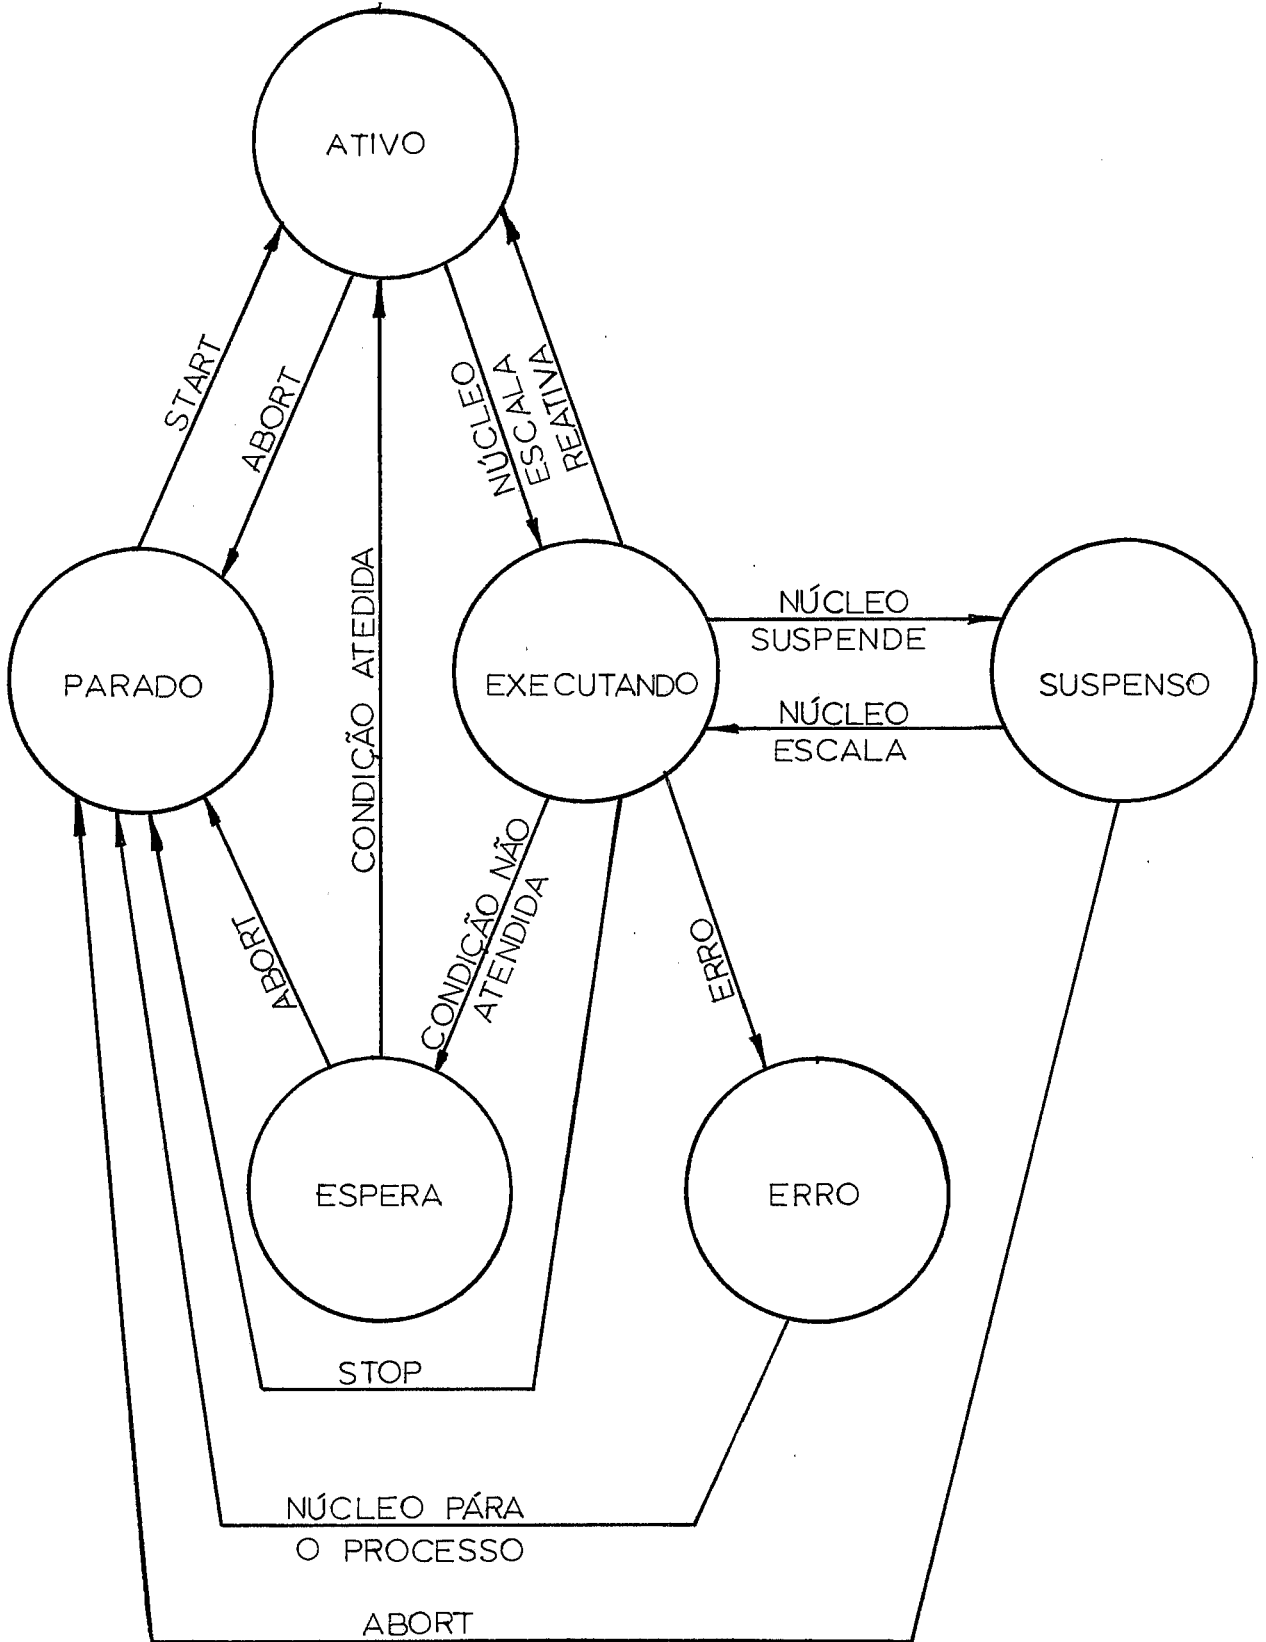 ATIVO
START
ABORT
NÚCLEO
ESCALA
REATIVA
CONDIÇÃO ATEDIDA
PARADO
EXECUTANDO
NÚCLEO
SUSPENDE
NÚCLEO
ESCALA
SUSPENSO
ABORT
CONDIÇÃO NÃO
ATENDIDA
ERRO
ESPERA
ERRO
STOP
NÚCLEO PÁRA
O PROCESSO
ABORT